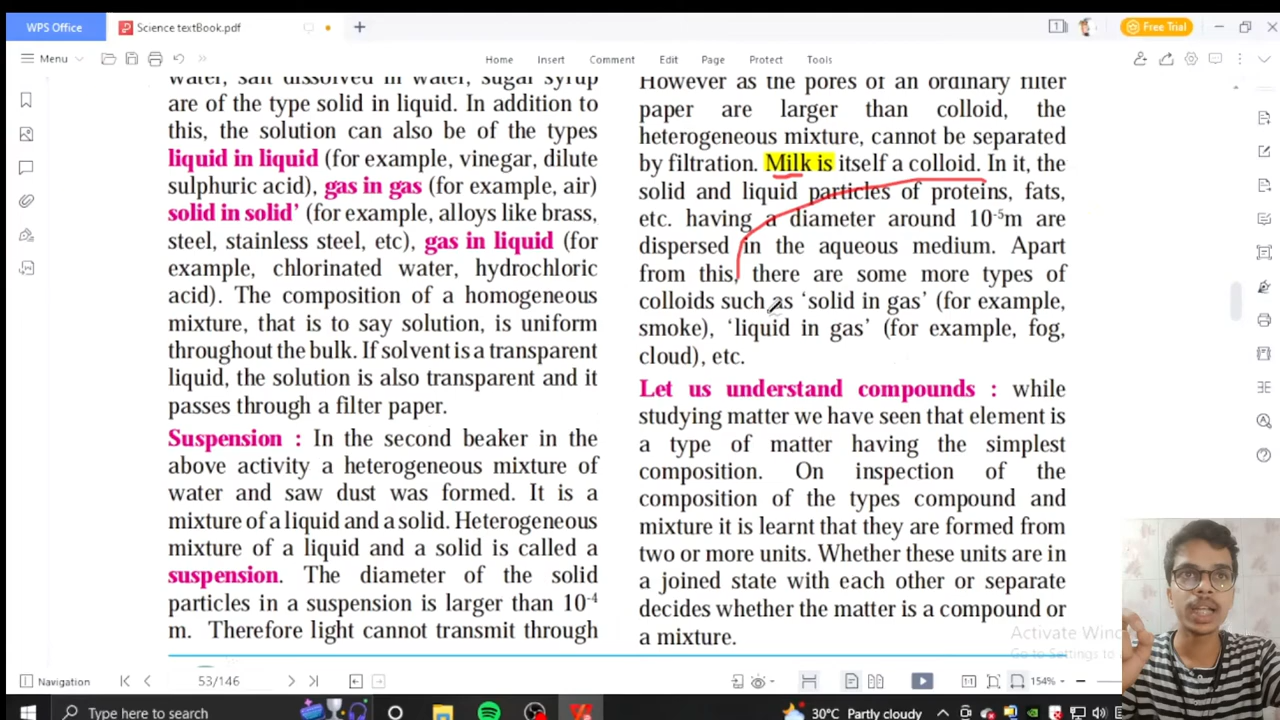 WPS Office
Science textBook.pdf
1
Free Trial
Menu
Home
Insert
Comment
Edit
Page
Protect
Tools
water, salt dissolved in water, sugar syrup
are of the type solid in liquid. In addition to
this, the solution can also be of the types
liquid in liquid (for example, vinegar, dilute
sulphuric acid), gas in gas (for example, air)
solid in solid’ (for example, alloys like brass,
steel, stainless steel, etc), gas in liquid (for
example, chlorinated water, hydrochloric
acid). The composition of a homogeneous
mixture, that is to say solution, is uniform
throughout the bulk. If solvent is a transparent
liquid, the solution is also transparent and it
passes through a filter paper.
Suspension : In the second beaker in the
above activity a heterogeneous mixture of
water and saw dust was formed. It is a
mixture of a liquid and a solid. Heterogeneous
mixture of a liquid and a solid is called a
suspension. The diameter of the solid
particles in a suspension is larger than 10⁻⁴
m. Therefore light cannot transmit through
However as the pores of an ordinary filter
paper are larger than colloid, the
heterogeneous mixture, cannot be separated
by filtration. Milk is itself a colloid. In it, the
solid and liquid particles of proteins, fats,
etc. having a diameter around 10⁻⁵m are
dispersed in the aqueous medium. Apart
from this, there are some more types of
colloids such as ‘solid in gas’ (for example,
smoke), ‘liquid in gas’ (for example, fog,
cloud), etc.
Let us understand compounds : while
studying matter we have seen that element is
a type of matter having the simplest
composition. On inspection of the
composition of the types compound and
mixture it is learnt that they are formed from
two or more units. Whether these units are in
a joined state with each other or separate
decides whether the matter is a compound or
a mixture.
Activate Win
Go to Settings to
Navigation
53/146
154%
Type here to search
30°C Partly cloudy